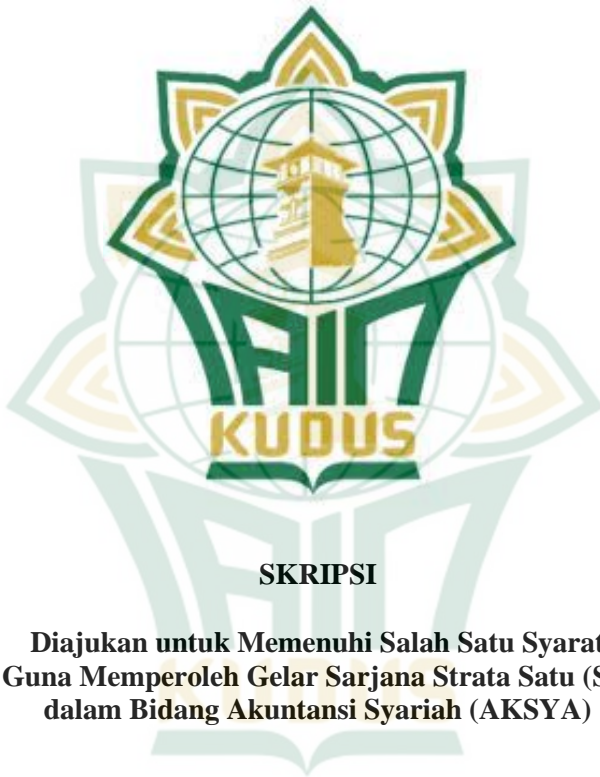 IAIN
KUDUS
SKRIPSI
Diajukan untuk Memenuhi Salah Satu Syarat
Guna Memperoleh Gelar Sarjana Strata Satu (S
dalam Bidang Akuntansi Syariah (AKSYA)